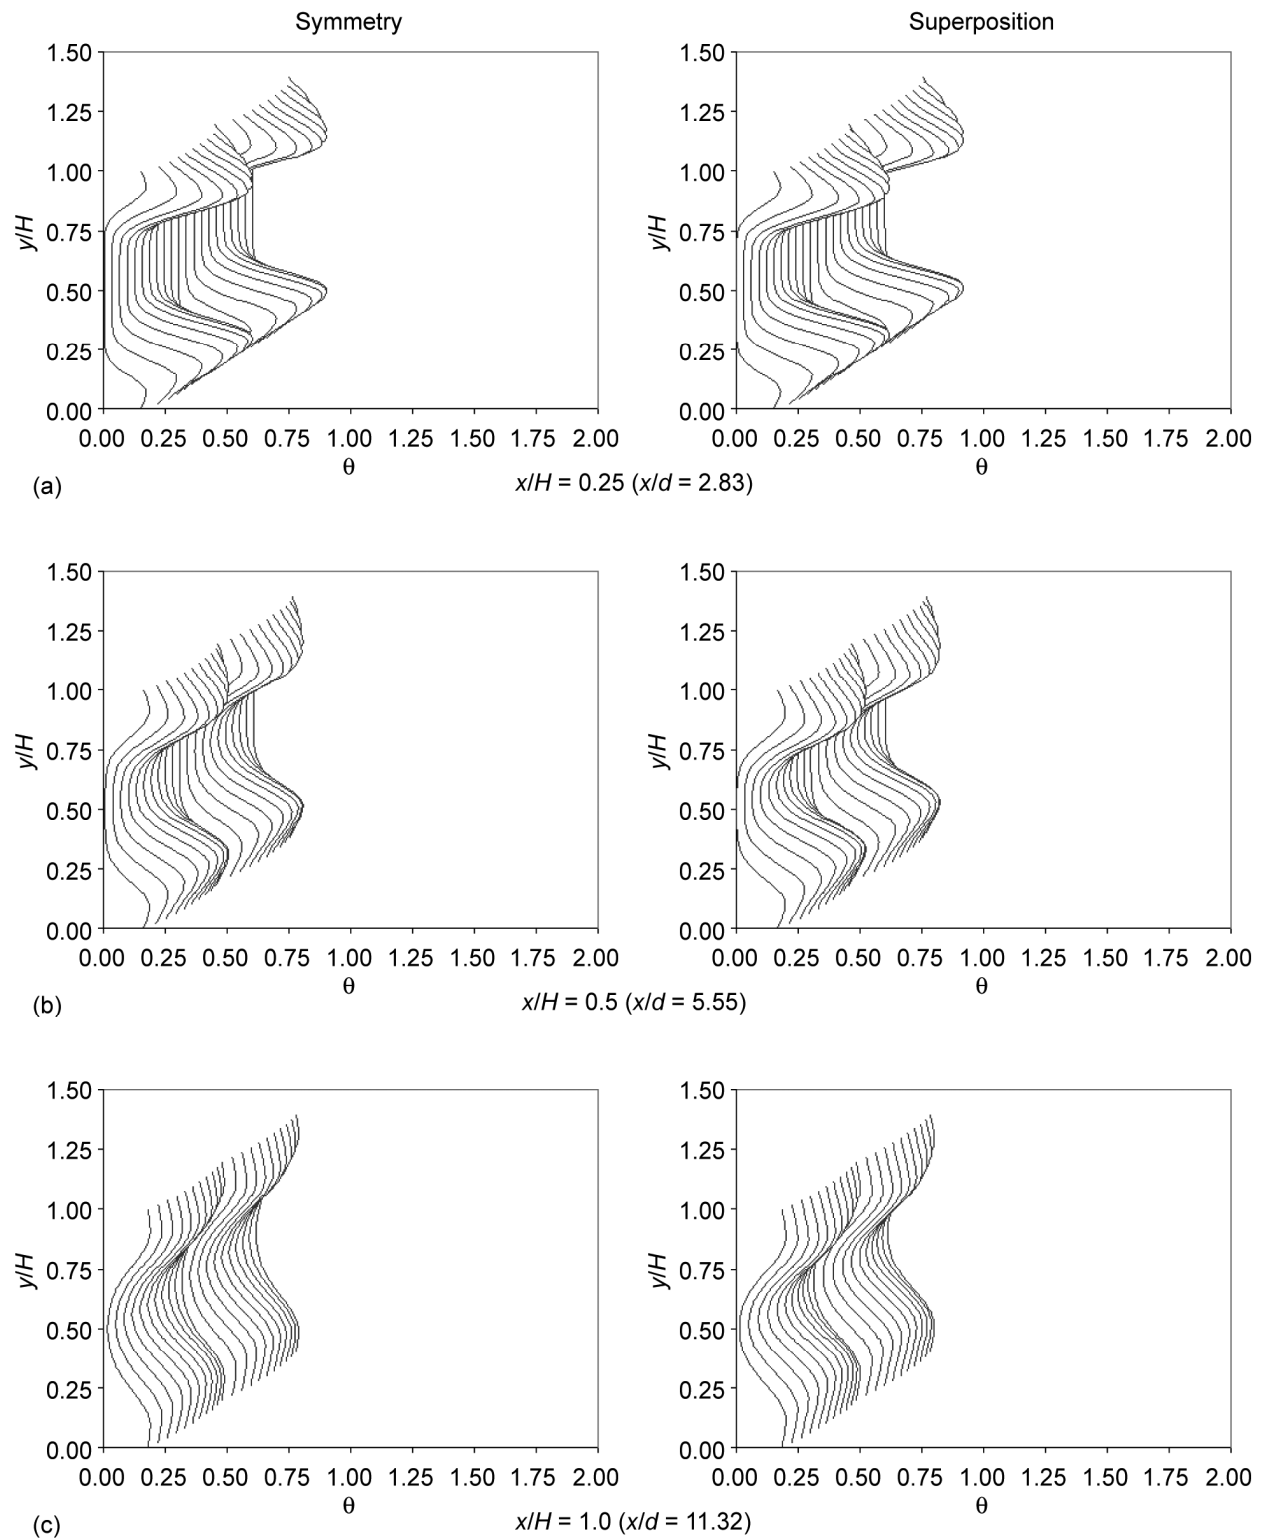 Symmetry Superposition
1.50 1.50
1.25 1.25
1.00 1.00
y/H 0.75 y/H 0.75
0.50 0.50
0.25 0.25
0.00 0.00
0.00 0.25 0.50 0.75 1.00 1.25 1.50 1.75 2.00 0.00 0.25 0.50 0.75 1.00 1.25 1.50 1.75 2.00
θ θ
(a) x/H = 0.25 (x/d = 2.83)
1.50 1.50
1.25 1.25
1.00 1.00
y/H 0.75 y/H 0.75
0.50 0.50
0.25 0.25
0.00 0.00
0.00 0.25 0.50 0.75 1.00 1.25 1.50 1.75 2.00 0.00 0.25 0.50 0.75 1.00 1.25 1.50 1.75 2.00
θ θ
(b) x/H = 0.5 (x/d = 5.55)
1.50 1.50
1.25 1.25
1.00 1.00
y/H 0.75 y/H 0.75
0.50 0.50
0.25 0.25
0.00 0.00
0.00 0.25 0.50 0.75 1.00 1.25 1.50 1.75 2.00 0.00 0.25 0.50 0.75 1.00 1.25 1.50 1.75 2.00
θ θ
(c) x/H = 1.0 (x/d = 11.32)